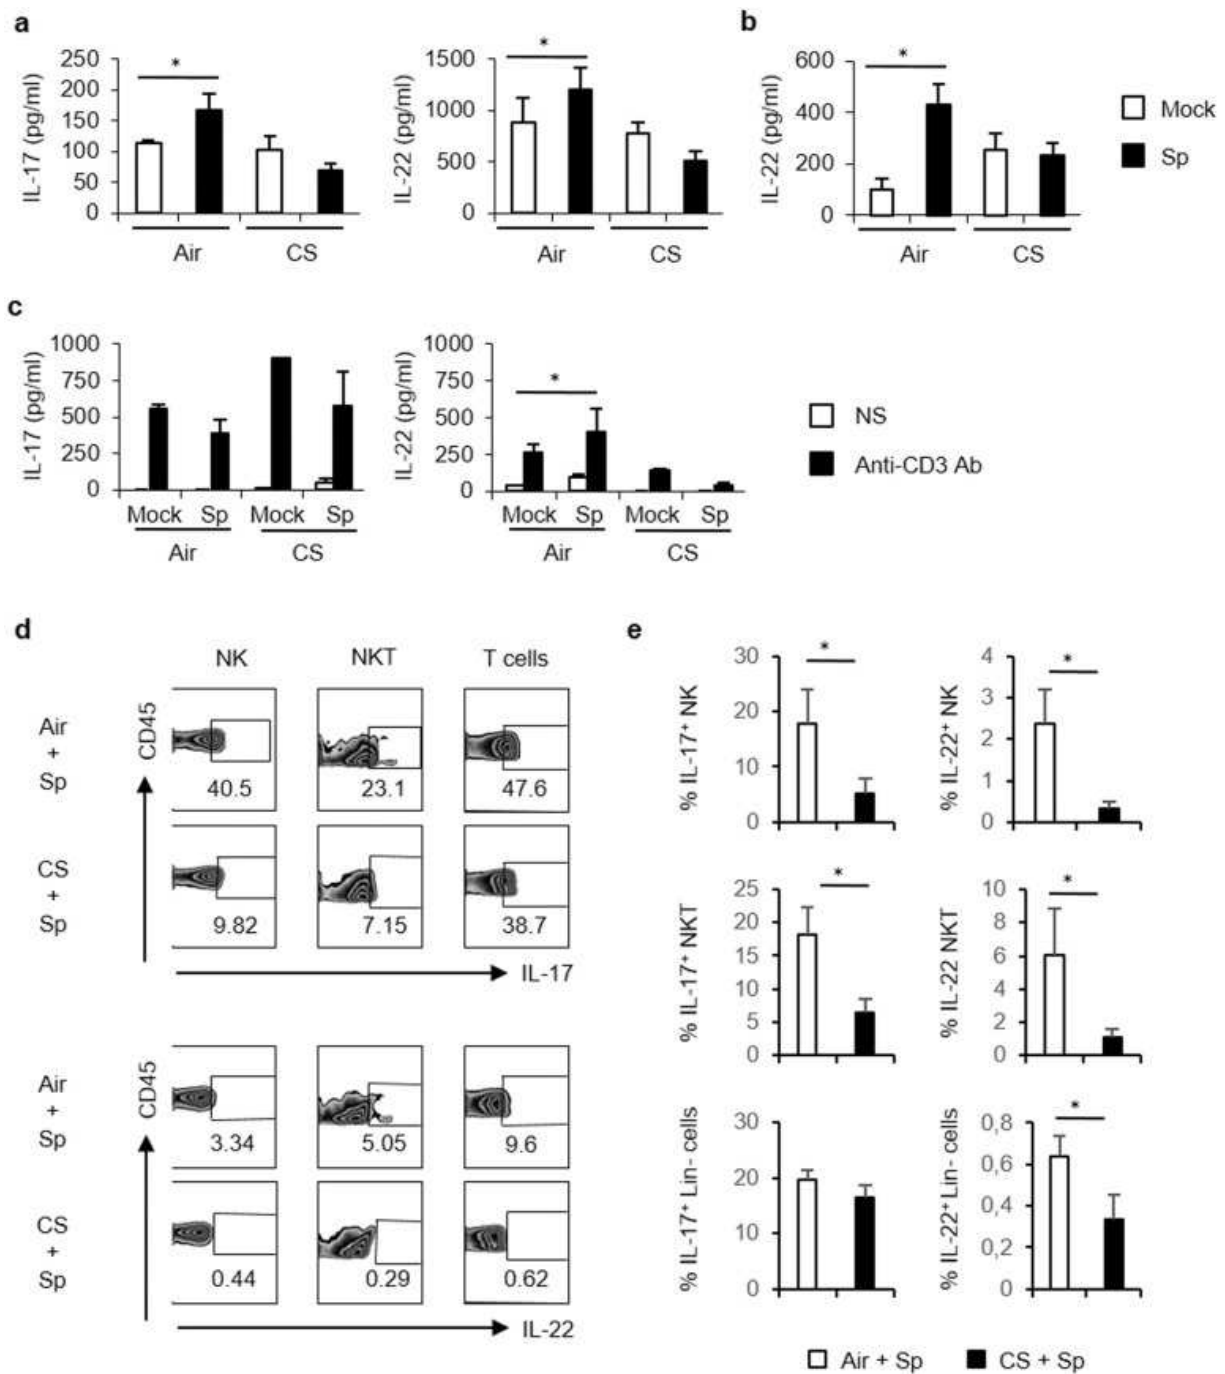 a
IL-17 (pg/ml)
250
200
150
100
50
0
*
Air
CS
IL-22 (pg/ml)
1500
1000
500
0
*
Air
CS
b
IL-22 (pg/ml)
600
400
200
0
*
Air
CS
Mock
Sp
c
IL-17 (pg/ml)
1000
750
500
250
0
Mock Sp Mock Sp
Air CS
IL-22 (pg/ml)
1000
750
500
250
0
*
Mock Sp Mock Sp
Air CS
NS
Anti-CD3 Ab
d
NK NKT T cells
CD45
Air
+
Sp
40.5 23.1 47.6
CS
+
Sp
9.82 7.15 38.7
IL-17
CD45
Air
+
Sp
3.34 5.05 9.6
CS
+
Sp
0.44 0.29 0.62
IL-22
e
% IL-17⁺ NK
30
20
10
0
*
% IL-22⁺ NK
4
3
2
1
0
*
% IL-17⁺ NKT
25
20
15
10
5
0
*
% IL-22 NKT
10
8
6
4
2
0
*
% IL-17⁺ Lin- cells
30
20
10
0
% IL-22⁺ Lin- cells
0,8
0,6
0,4
0,2
0
*
Air + Sp CS + Sp